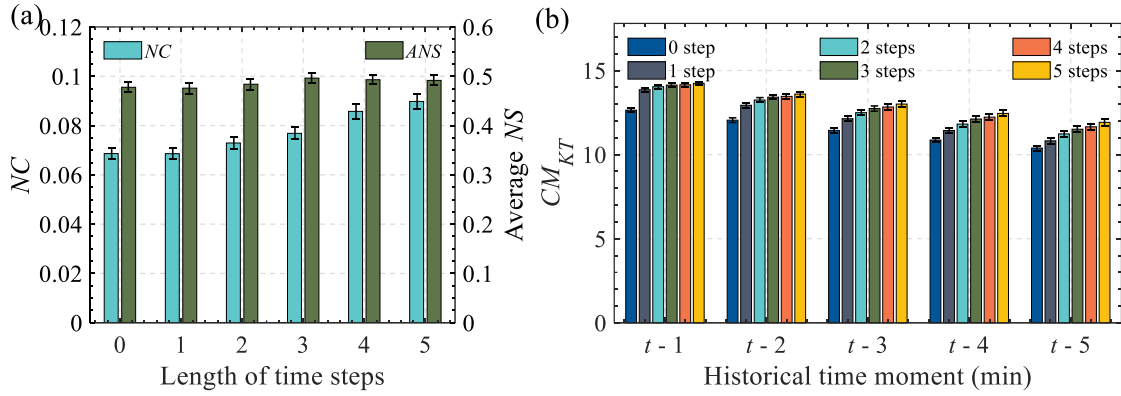 (a)
NC
ANS
0.12
0.1
0.08
0.06
0.04
0.02
0
NC
0.6
0.5
0.4
0.3
0.2
0.1
0
Average NS
0 1 2 3 4 5
Length of time steps
(b)
0 step 2 steps 4 steps
1 step 3 steps 5 steps
15
10
5
0
CM_KT
t - 1 t - 2 t - 3 t - 4 t - 5
Historical time moment (min)